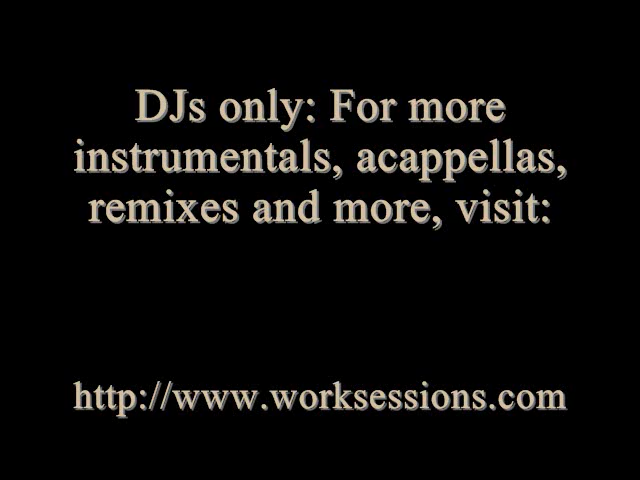 DJs only: For more
instrumentals, acappellas,
remixes and more, visit:
http://www.worksessions.com